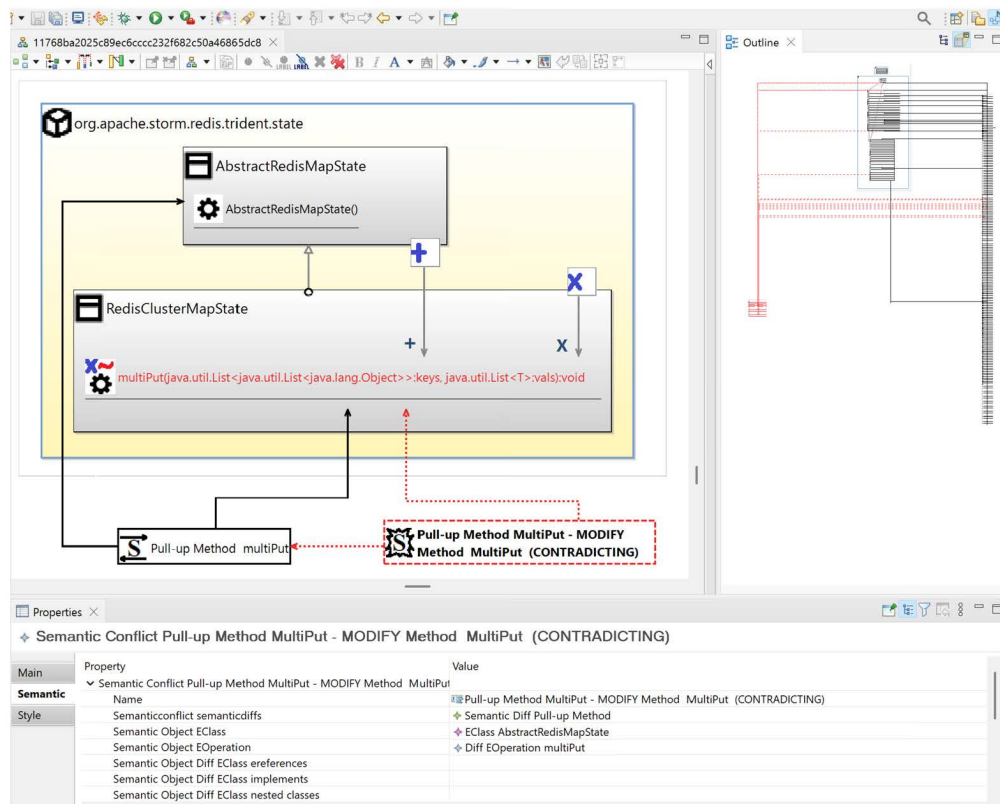 11768ba2025c89ec6cccc232f682c50a46865dc8
Outline
org.apache.storm.redis.trident.state
AbstractRedisMapState
AbstractRedisMapState()
RedisClusterMapState
+
X
multiPut(java.util.List<java.util.List<java.lang.Object>>:keys, java.util.List<T>:vals):void
S Pull-up Method multiPut
S Pull-up Method MultiPut - MODIFY
Method MultiPut (CONTRADICTING)
Properties
Semantic Conflict Pull-up Method MultiPut - MODIFY Method MultiPut (CONTRADICTING)
Main
Semantic
Style
Property Value
Semantic Conflict Pull-up Method MultiPut - MODIFY Method MultiPut
Name Pull-up Method MultiPut - MODIFY Method MultiPut (CONTRADICTING)
Semanticconflict semanticdiffs Semantic Diff Pull-up Method
Semantic Object EClass EClass AbstractRedisMapState
Semantic Object EOperation Diff EOperation multiPut
Semantic Object Diff EClass ereferences
Semantic Object Diff EClass implements
Semantic Object Diff EClass nested classes